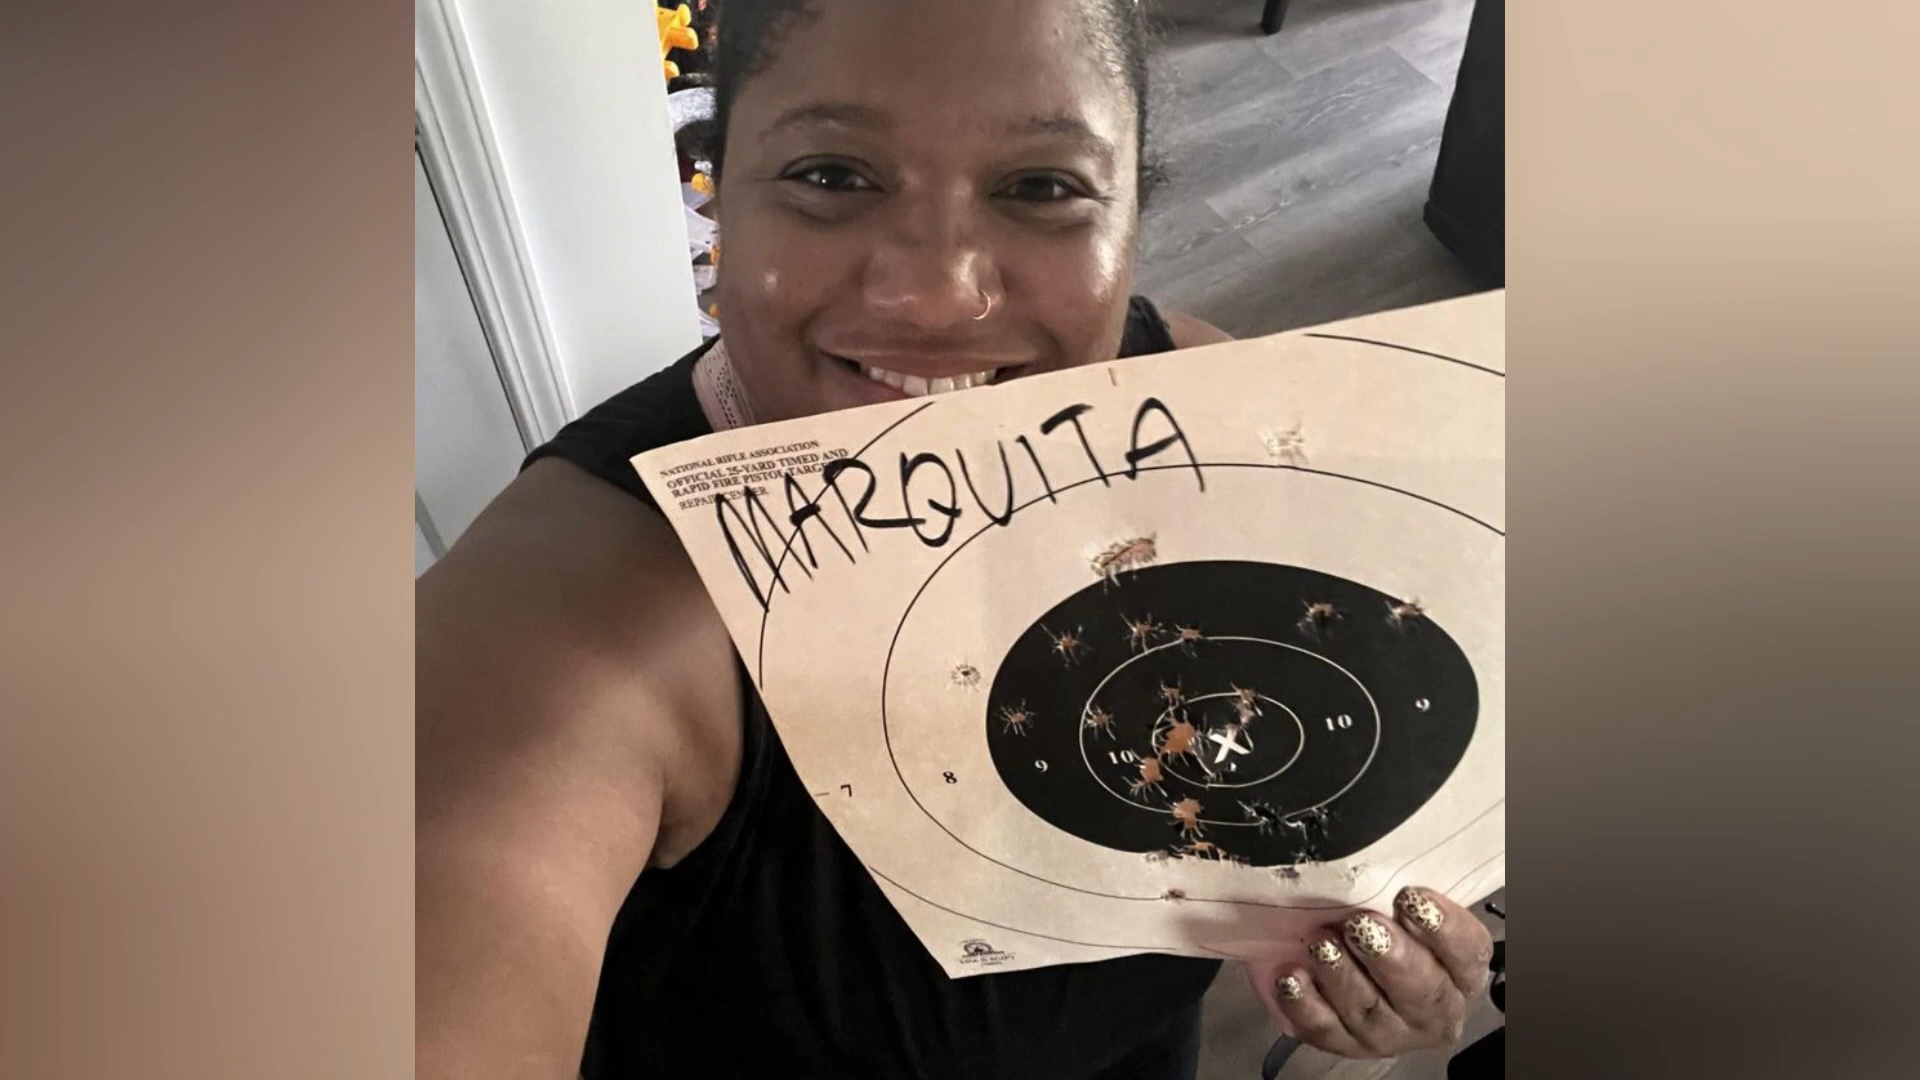 NATIONAL RIFLE ASSOCIATION
OFFICIAL 25-YARD TIMED AND
RAPID FIRE PISTOL TARGET
REPAIR CENTER
MARQUITA
7 8 9 10 X 10 9